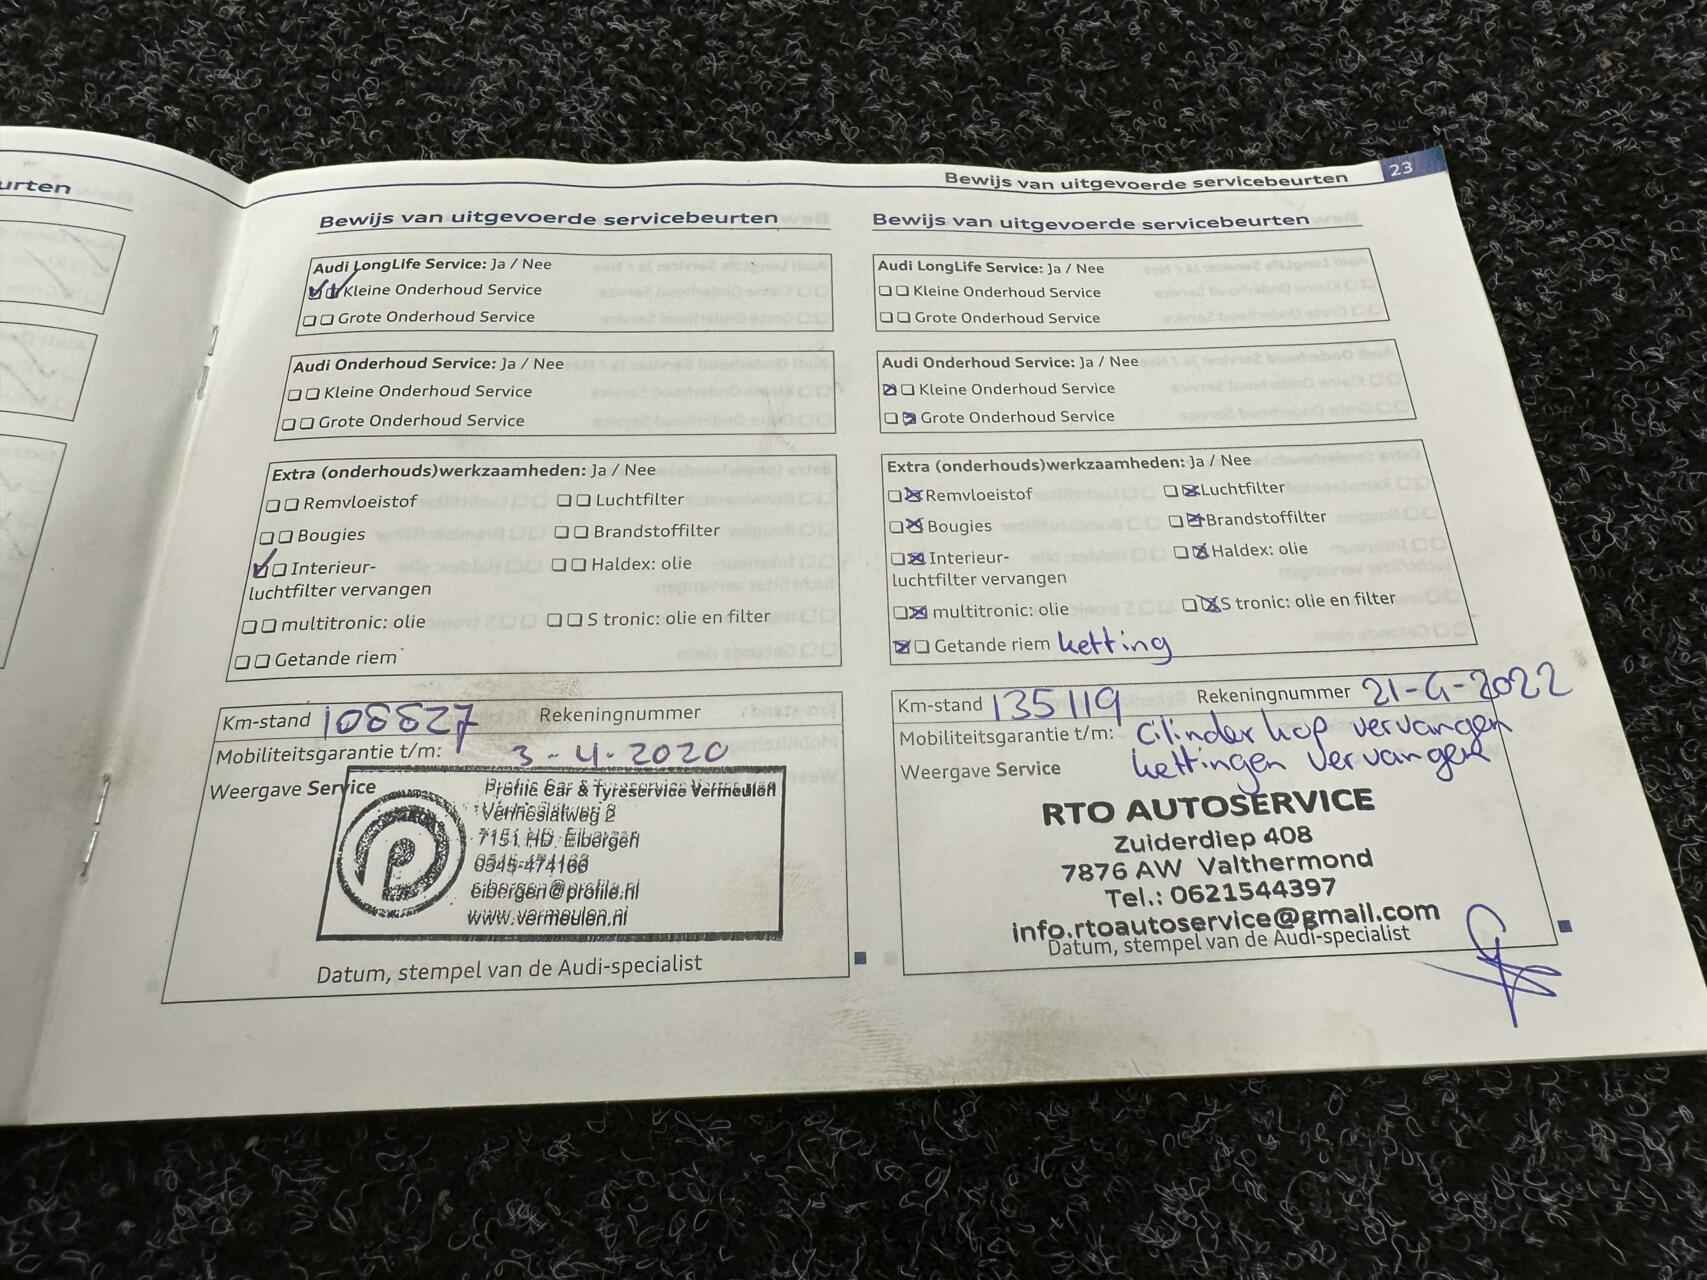 urten
Bewijs van uitgevoerde servicebeurten 23
Bewijs van uitgevoerde servicebeurten
Audi LongLife Service: Ja / Nee
Kleine Onderhoud Service
Grote Onderhoud Service
Audi Onderhoud Service: Ja / Nee
Kleine Onderhoud Service
Grote Onderhoud Service
Extra (onderhouds)werkzaamheden: Ja / Nee
Remvloeistof Luchtfilter
Bougies Brandstoffilter
Interieur- Haldex: olie
luchtfilter vervangen
multitronic: olie S tronic: olie en filter
Getande riem
Km-stand 108827 Rekeningnummer
Mobiliteitsgarantie t/m: 3-4-2020
Weergave Service
Profile Car & Tyreservice Vermeulen
7151 HD Eibergen
0545-474166
eibergen@profile.nl
www.vermeulen.nl
Datum, stempel van de Audi-specialist
Bewijs van uitgevoerde servicebeurten
Audi LongLife Service: Ja / Nee
Kleine Onderhoud Service
Grote Onderhoud Service
Audi Onderhoud Service: Ja / Nee
Kleine Onderhoud Service
Grote Onderhoud Service
Extra (onderhouds)werkzaamheden: Ja / Nee
Remvloeistof Luchtfilter
Bougies Brandstoffilter
Interieur- Haldex: olie
luchtfilter vervangen
multitronic: olie S tronic: olie en filter
Getande riem ketting
Km-stand 135119 Rekeningnummer 21-4-2022
Mobiliteitsgarantie t/m: cilinder kop vervangen
Weergave Service kettingen vervangen
RTO AUTOSERVICE
Zuiderdiep 408
7876 AW Valthermond
Tel.: 0621544397
info.rtoautoservice@gmail.com
Datum, stempel van de Audi-specialist